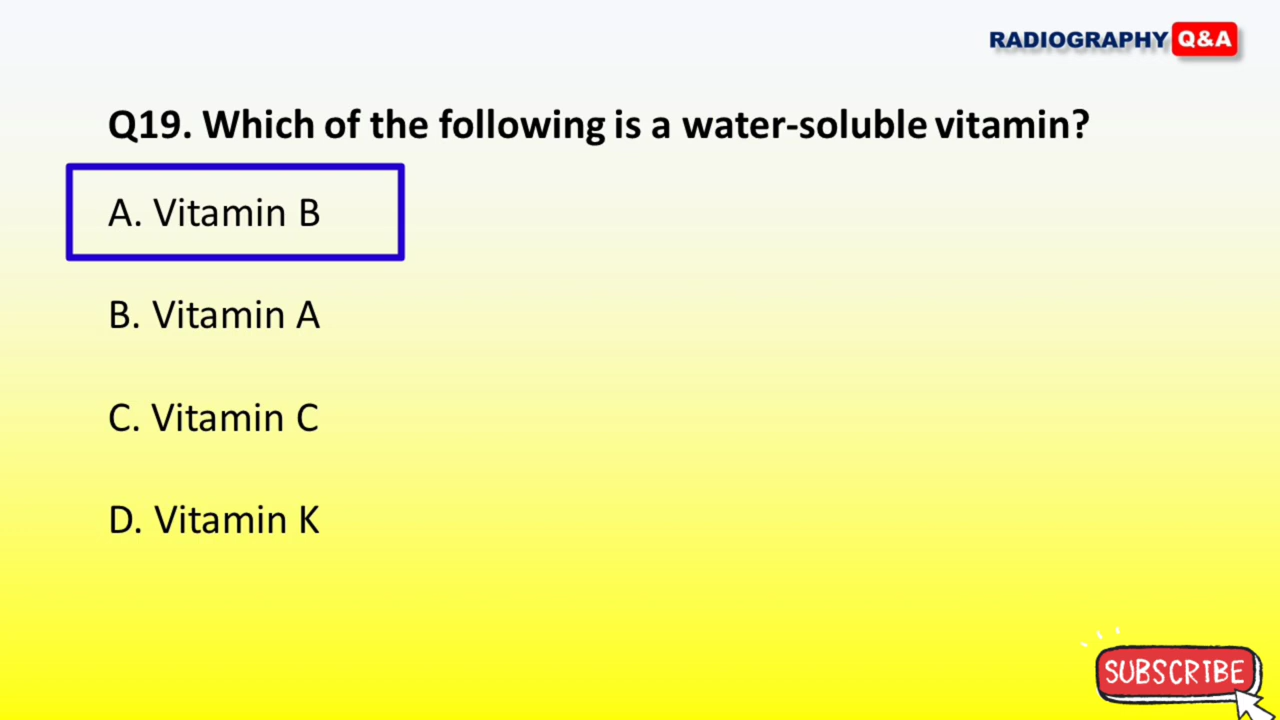 RADIOGRAPHY Q&A
Q19. Which of the following is a water-soluble vitamin?
A. Vitamin B
B. Vitamin A
C. Vitamin C
D. Vitamin K
SUBSCRIBE